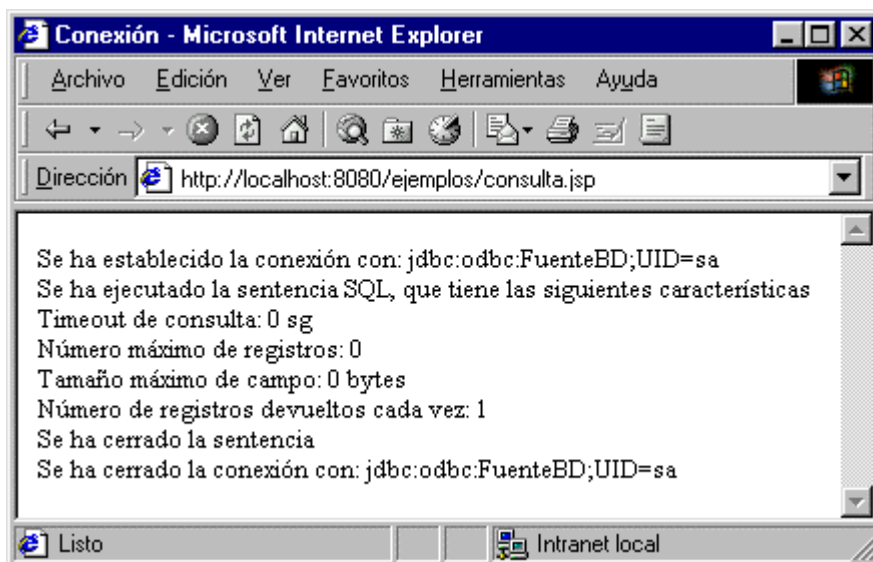 Conexión - Microsoft Internet Explorer
Archivo Edición Ver Favoritos Herramientas Ayuda
Dirección http://localhost:8080/ejemplos/consulta.jsp
Se ha establecido la conexión con: jdbc:odbc:FuenteBD;UID=sa
Se ha ejecutado la sentencia SQL, que tiene las siguientes característísticas
Timeout de consulta: 0 sg
Número máximo de registros: 0
Tamaño máximo de campo: 0 bytes
Número de registros devueltos cada vez: 1
Se ha cerrado la sentencia
Se ha cerrado la conexión con: jdbc:odbc:FuenteBD;UID=sa
Listo Intranet local